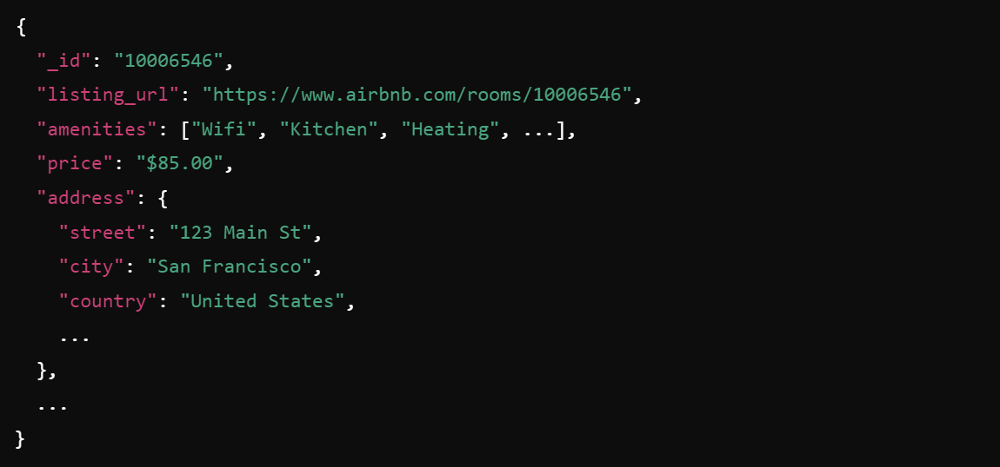 {
  "_id": "10006546",
  "listing_url": "https://www.airbnb.com/rooms/10006546",
  "amenities": ["Wifi", "Kitchen", "Heating", ...],
  "price": "$85.00",
  "address": {
    "street": "123 Main St",
    "city": "San Francisco",
    "country": "United States",
    ...
  },
  ...
}